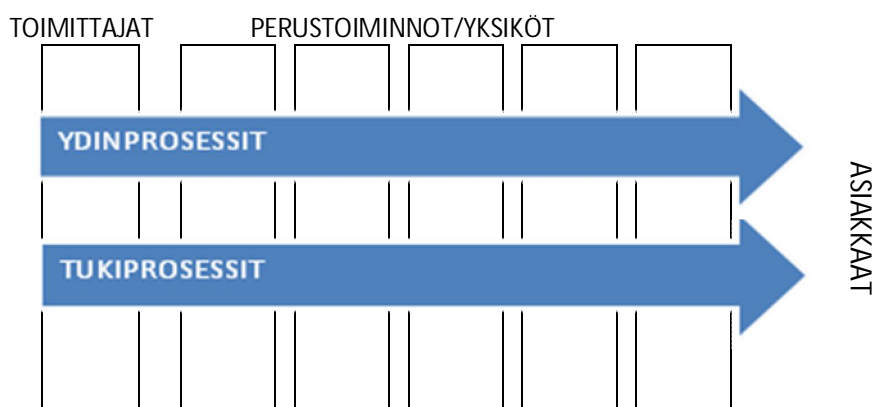 TOIMITTAJAT PERUSTOIMINNOT/YKSIKÖT
YDINPROSESSIT
TUKIPROSESSIT
ASIAKKAAT